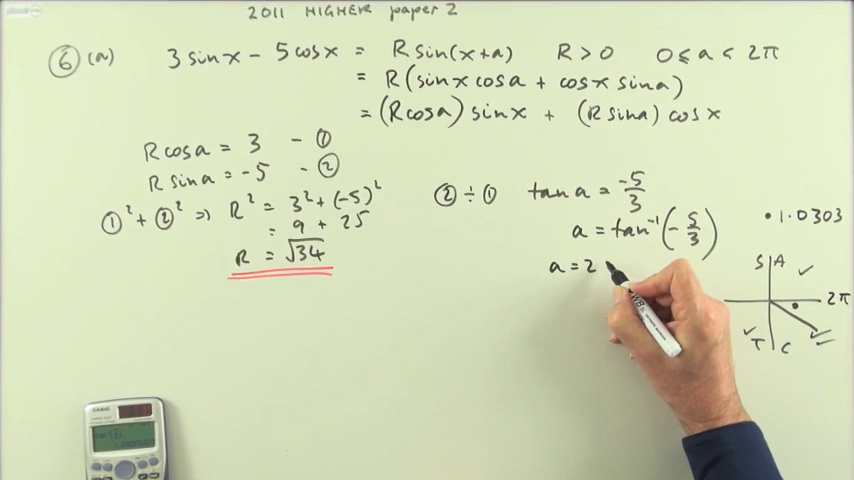 2011 HIGHER paper 2
6 (a) 3 sin x - 5 cos x = R sin(x+a) R > 0 0 ≤ a < 2π
= R(sin x cos a + cos x sin a)
= (R cos a) sin x + (R sin a) cos x
R cos a = 3 - ①
R sin a = -5 - ②
①² + ②² ⇒ R² = 3² + (-5)²
= 9 + 25
R = √34
② ÷ ① tan a = -5/3
a = tan⁻¹(-5/3)
• 1.0303
a = 2
S A ✓
2π
✓ T C ✓
CASIO